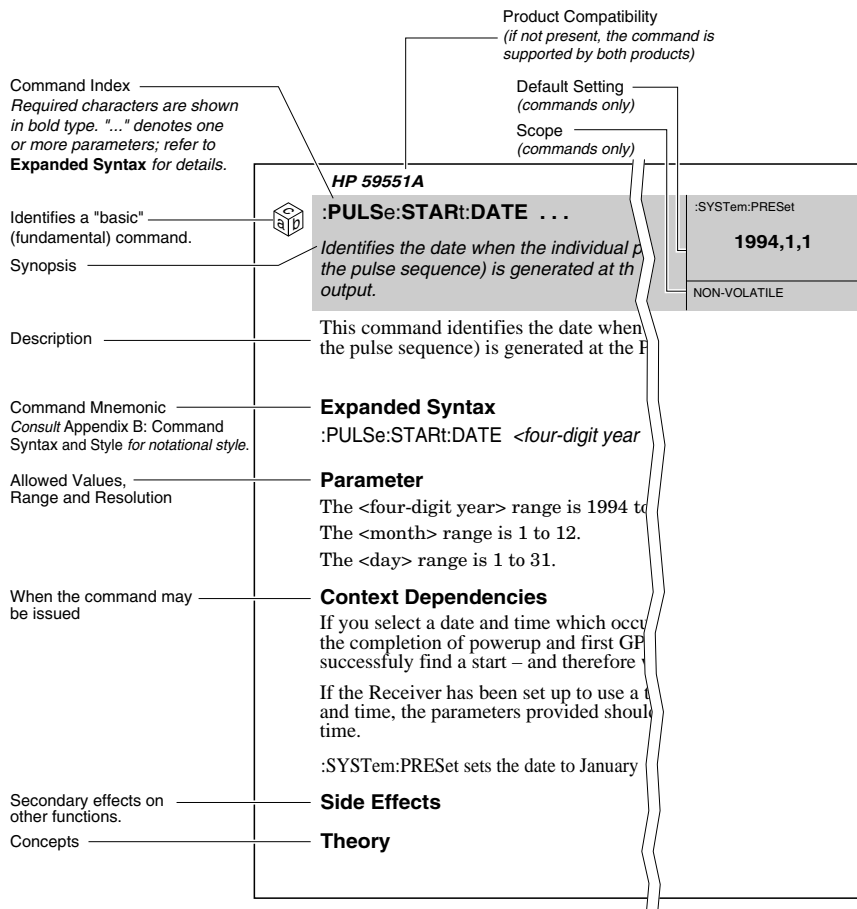 Product Compatibility
(if not present, the command is
supported by both products)
Command Index
Required characters are shown
in bold type. "..." denotes one
or more parameters; refer to
Expanded Syntax for details.
Default Setting
(commands only)
Scope
(commands only)
HP 59551A
Identifies a "basic"
(fundamental) command.
c
a b
:PULSe:STARt:DATE . . .
:SYSTem:PRESet
1994,1,1
Synopsis
Identifies the date when the individual p
the pulse sequence) is generated at th
output.
NON-VOLATILE
Description
This command identifies the date when
the pulse sequence) is generated at the P
Command Mnemonic
Consult Appendix B: Command
Syntax and Style for notational style.
Expanded Syntax
:PULSe:STARt:DATE <four-digit year
Allowed Values,
Range and Resolution
Parameter
The <four-digit year> range is 1994 to
The <month> range is 1 to 12.
The <day> range is 1 to 31.
When the command may
be issued
Context Dependencies
If you select a date and time which occu
the completion of powerup and first GP
successfuly find a start – and therefore
If the Receiver has been set up to use a
and time, the parameters provided shoul
time.
:SYSTem:PRESet sets the date to January
Secondary effects on
other functions.
Side Effects
Concepts
Theory